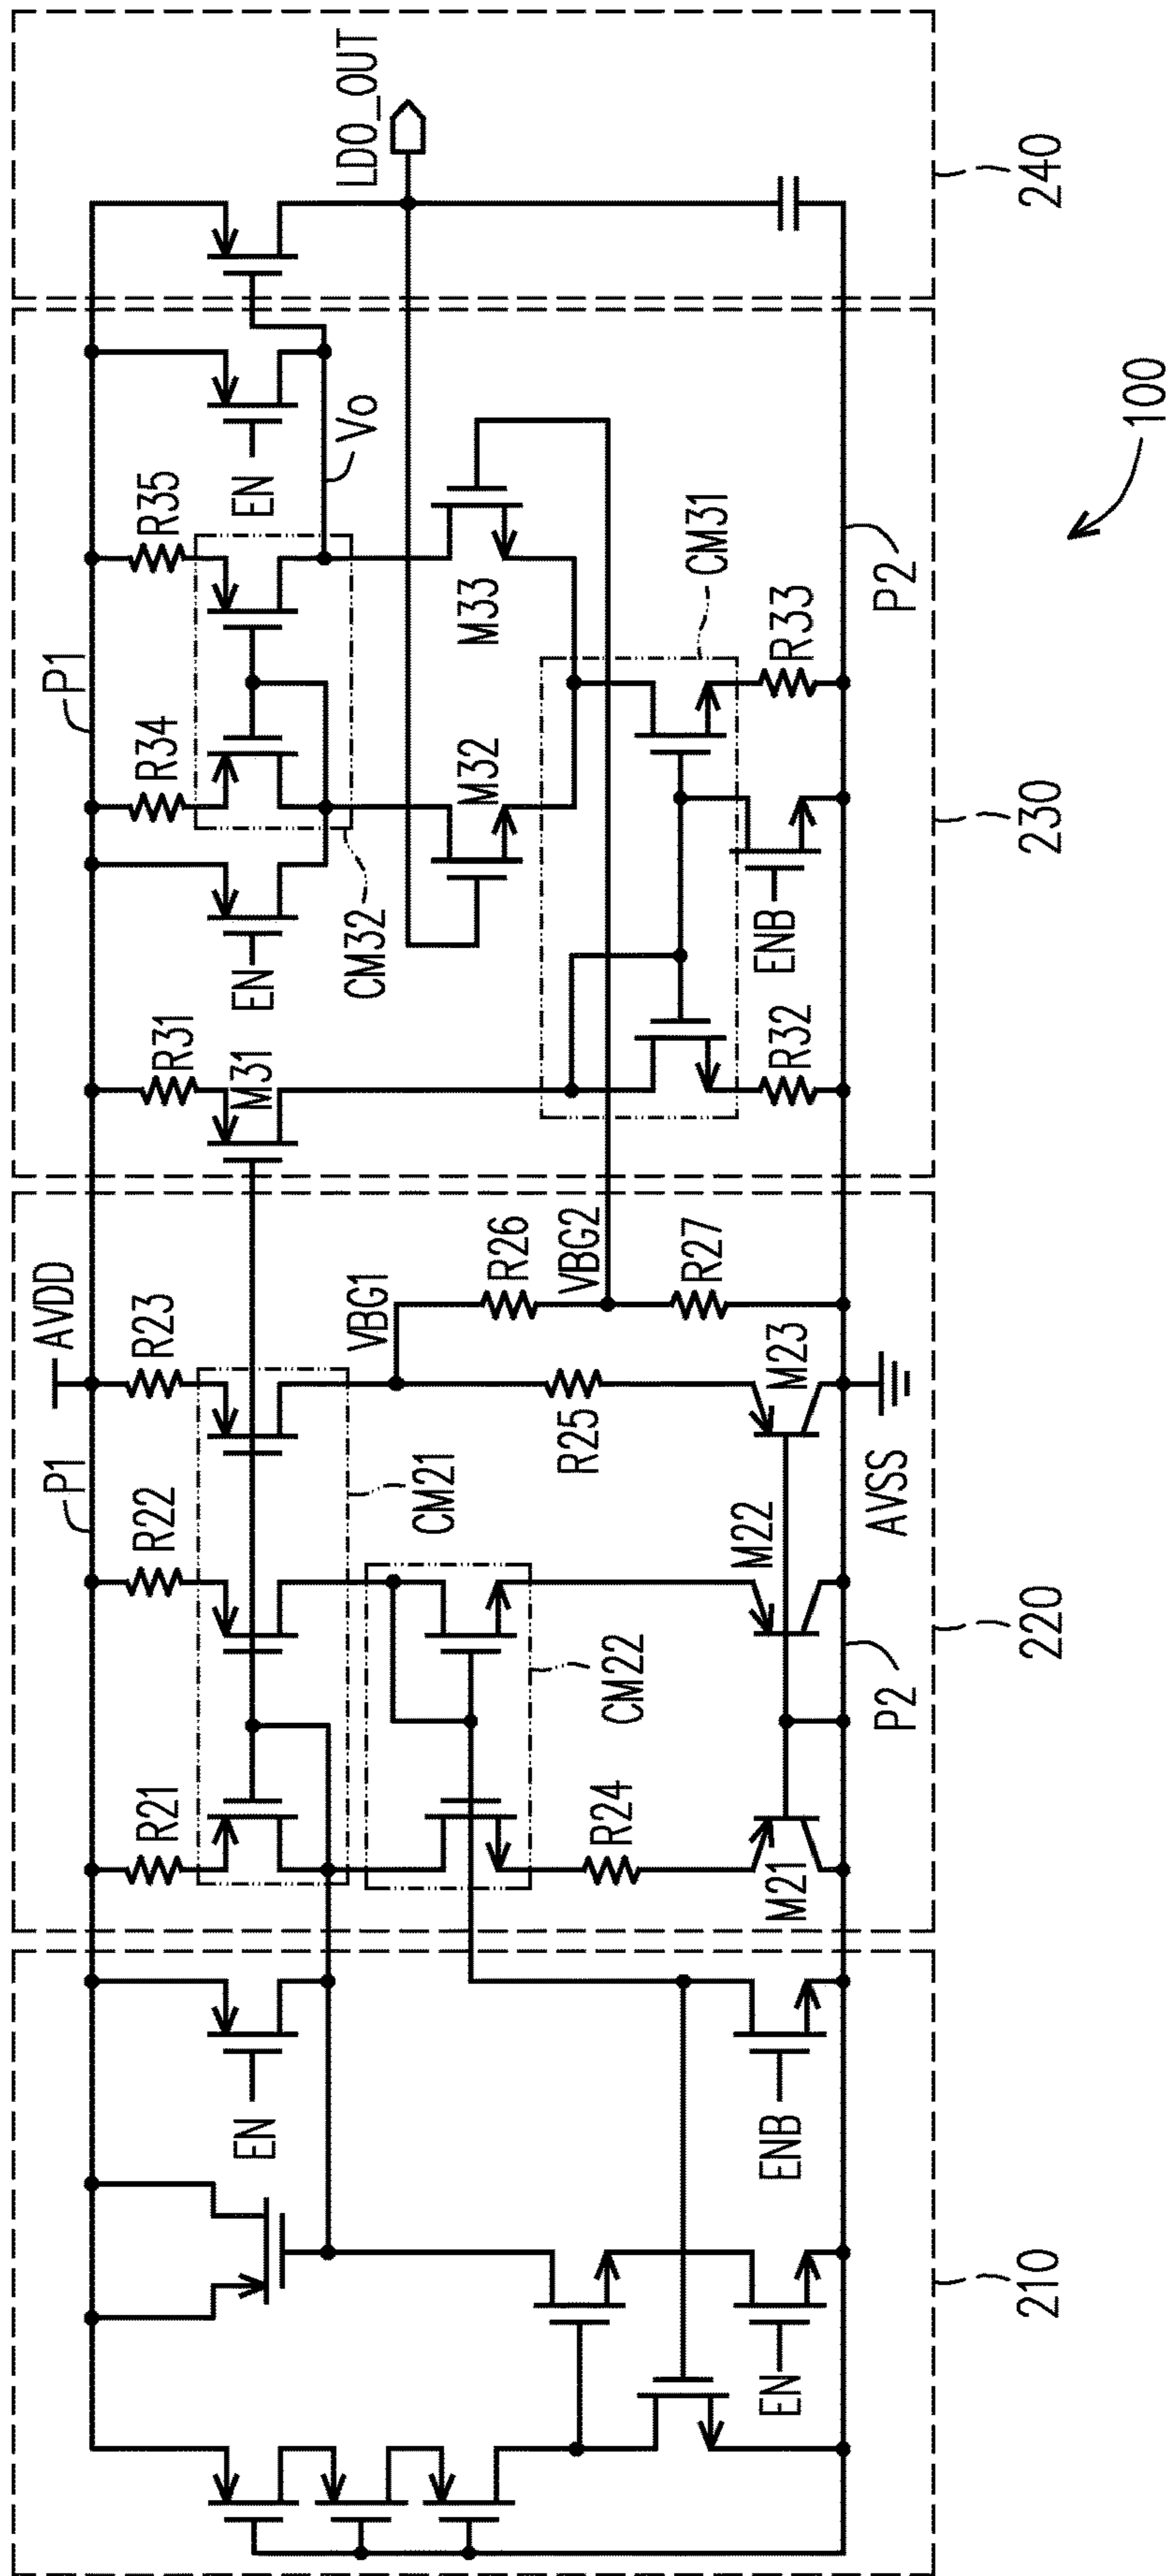 EN
EN
ENB
210
R21
R22
R23
AVDD
P1
CM21
CM22
VBG1
R24
R25
R26
VBG2
R27
M21
M22
M23
AVSS
P2
220
R31
M31
EN
R34
R35
P1
EN
CM32
Vo
M32
M33
CM31
ENB
R32
R33
P2
230
LDO_OUT
240
100